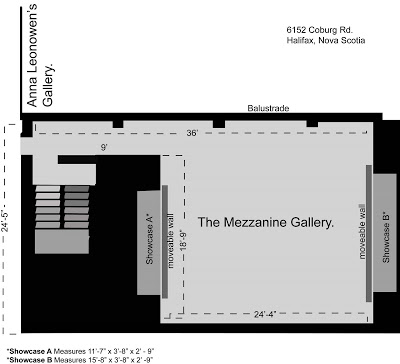 Anna Leonowen's
Gallery.
6152 Coburg Rd.
Halifax, Nova Scotia
Balustrade
36'
9'
24'-5"
Showcase A*
moveable wall
18'-9"
The Mezzanine Gallery.
moveable wall
Showcase B*
24'-4"
*Showcase A Measures 11'-7" x 3'-8" x 2' - 9"
*Showcase B Measures 15'-8" x 3'-8" x 2' -9"